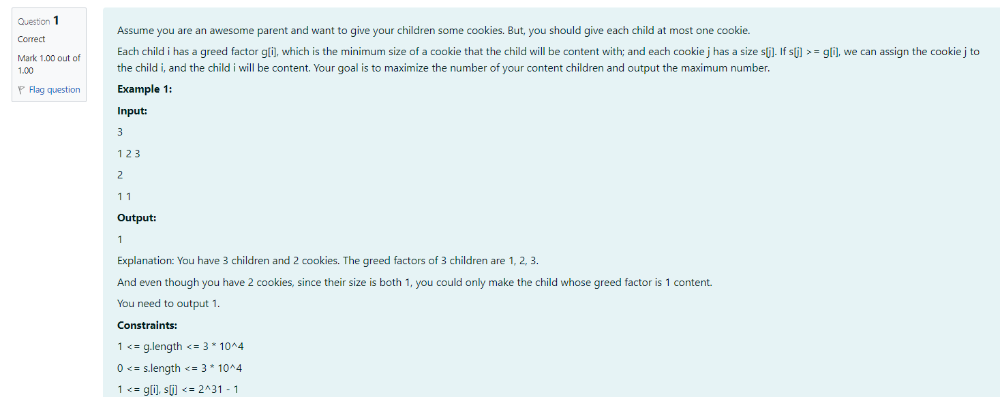 Question 1
Correct
Mark 1.00 out of
1.00
Flag question
Assume you are an awesome parent and want to give your children some cookies. But, you should give each child at most one cookie.
Each child i has a greed factor g[i], which is the minimum size of a cookie that the child will be content with; and each cookie j has a size s[j]. If s[j] >= g[i], we can assign the cookie j to
the child i, and the child i will be content. Your goal is to maximize the number of your content children and output the maximum number.
Example 1:
Input:
3
1 2 3
2
1 1
Output:
1
Explanation: You have 3 children and 2 cookies. The greed factors of 3 children are 1, 2, 3.
And even though you have 2 cookies, since their size is both 1, you could only make the child whose greed factor is 1 content.
You need to output 1.
Constraints:
1 <= g.length <= 3 * 10^4
0 <= s.length <= 3 * 10^4
1 <= g[i], s[j] <= 2^31 - 1